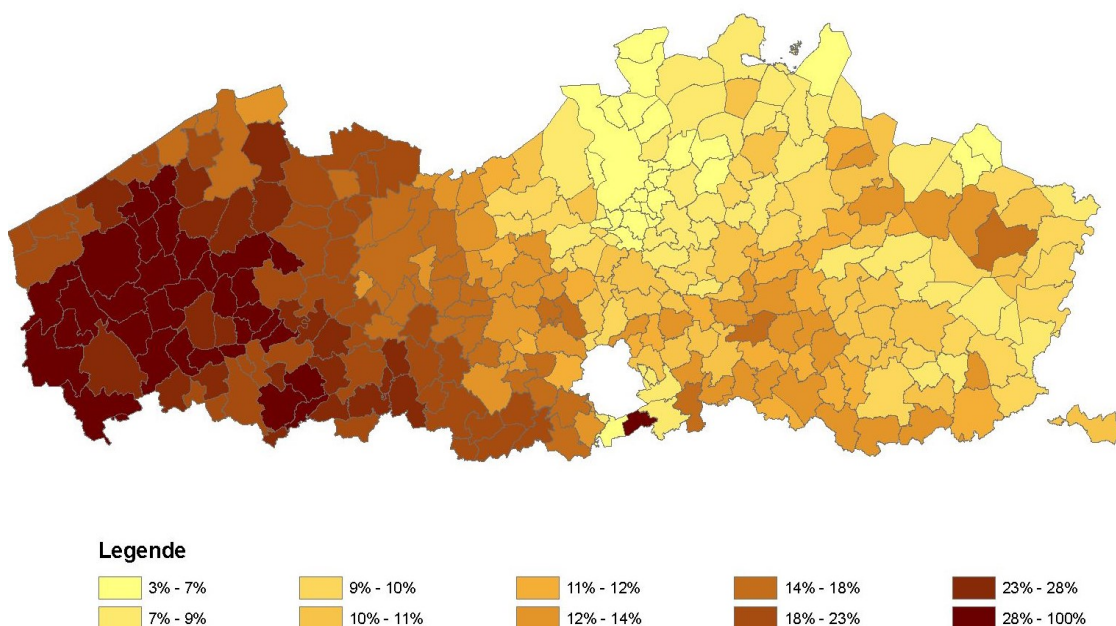 Legende
3% - 7% 9% - 10% 11% - 12% 14% - 18% 23% - 28%
7% - 9% 10% - 11% 12% - 14% 18% - 23% 28% - 100%